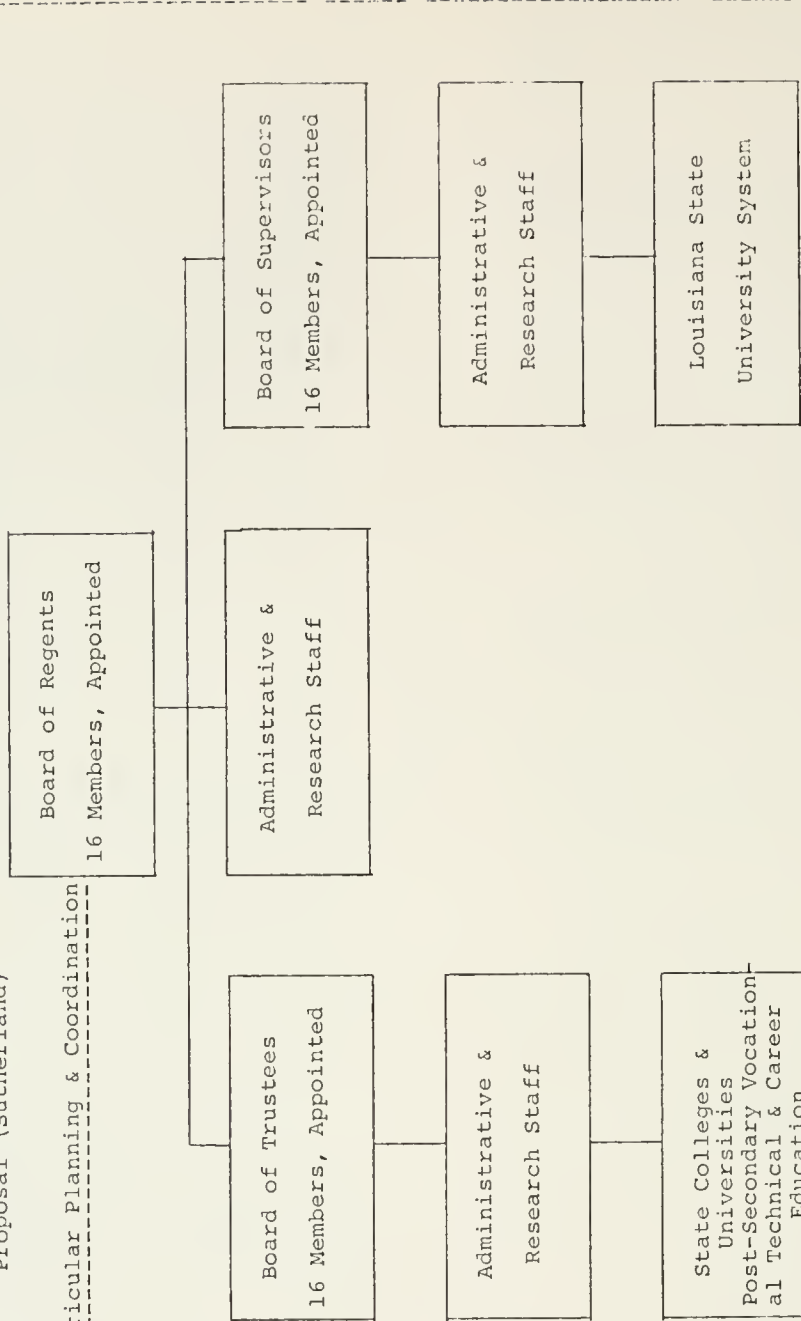 Proposal (Sutherland)
ticular Planning & Coordination
Board of Regents
16 Members, Appointed
Board of Trustees
16 Members, Appointed
Administrative &
Research Staff
Board of Supervisors
16 Members, Appointed
Administrative &
Research Staff
Administrative &
Research Staff
State Colleges &
Universities
Post-Secondary Vocation-
al Technical & Career
Education
Louisiana State
University System